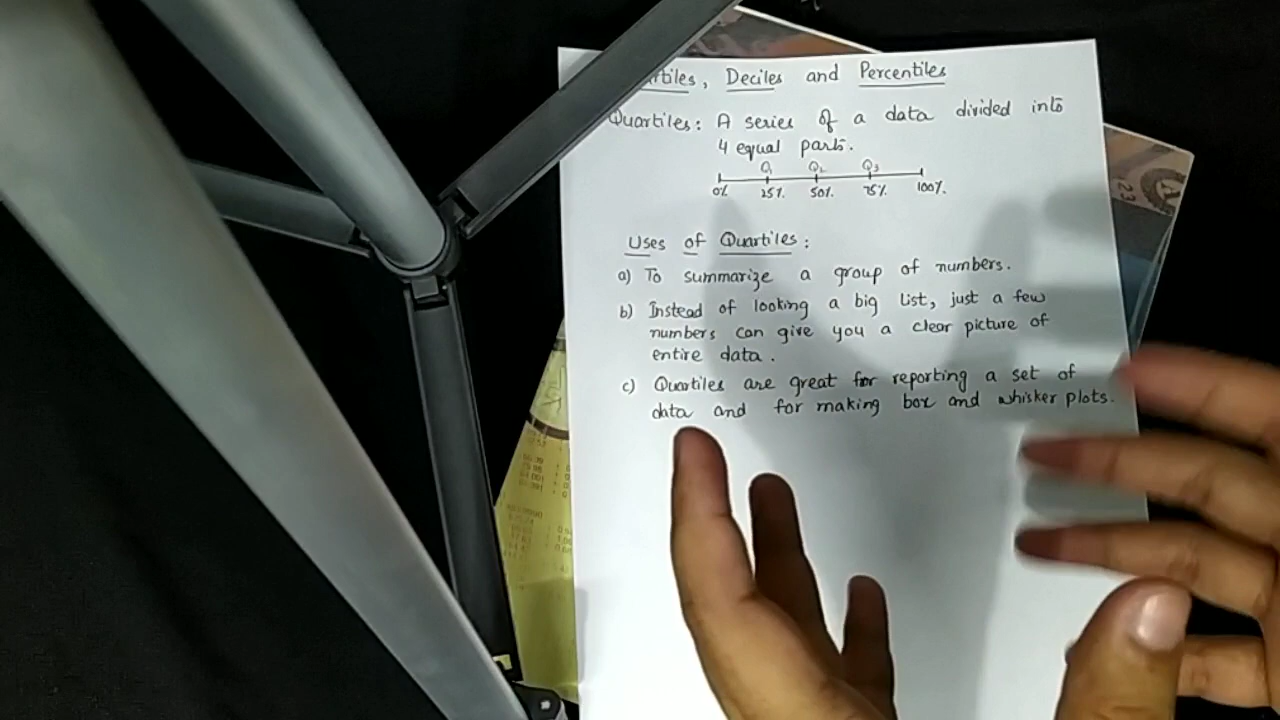 rtiles, Deciles and Percentiles
Quartiles: A series of a data divided into
4 equal parts.
Q1 Q2 Q3
0% 25% 50% 75% 100%.
Uses of Quartiles:
a) To summarize a group of numbers.
b) Instead of looking a big list, just a few
numbers can give you a clear picture of
entire data.
c) Quartiles are great for reporting a set of
data and for making box and whisker plots.
23